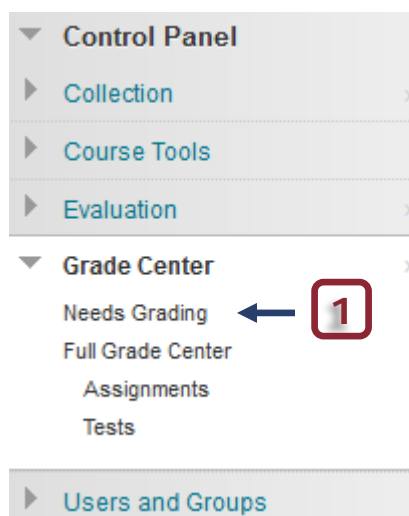 Control Panel
Collection
Course Tools
Evaluation
Grade Center
Needs Grading 1
Full Grade Center
Assignments
Tests
Users and Groups